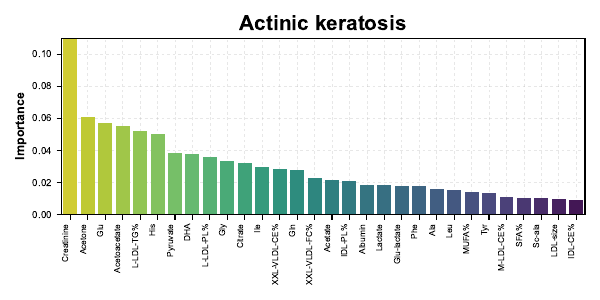 Actinic keratosis
Importance
0.10
0.08
0.06
0.04
0.02
0.00
Creatinine
Acetone
Glu
Acetoacetate
L-LDL-TG%
His
Pyruvate
DHA
L-LDL-PL%
Gly
Citrate
Ile
XXL-VLDL-CE%
Gln
XXL-VLDL-FC%
Acetate
IDL-PL%
Albumin
Lactate
Glu-lactate
Phe
Ala
Leu
MUFA%
Tyr
M-LDL-CE%
SFA%
Sc-ala
LDL-size
IDL-CE%